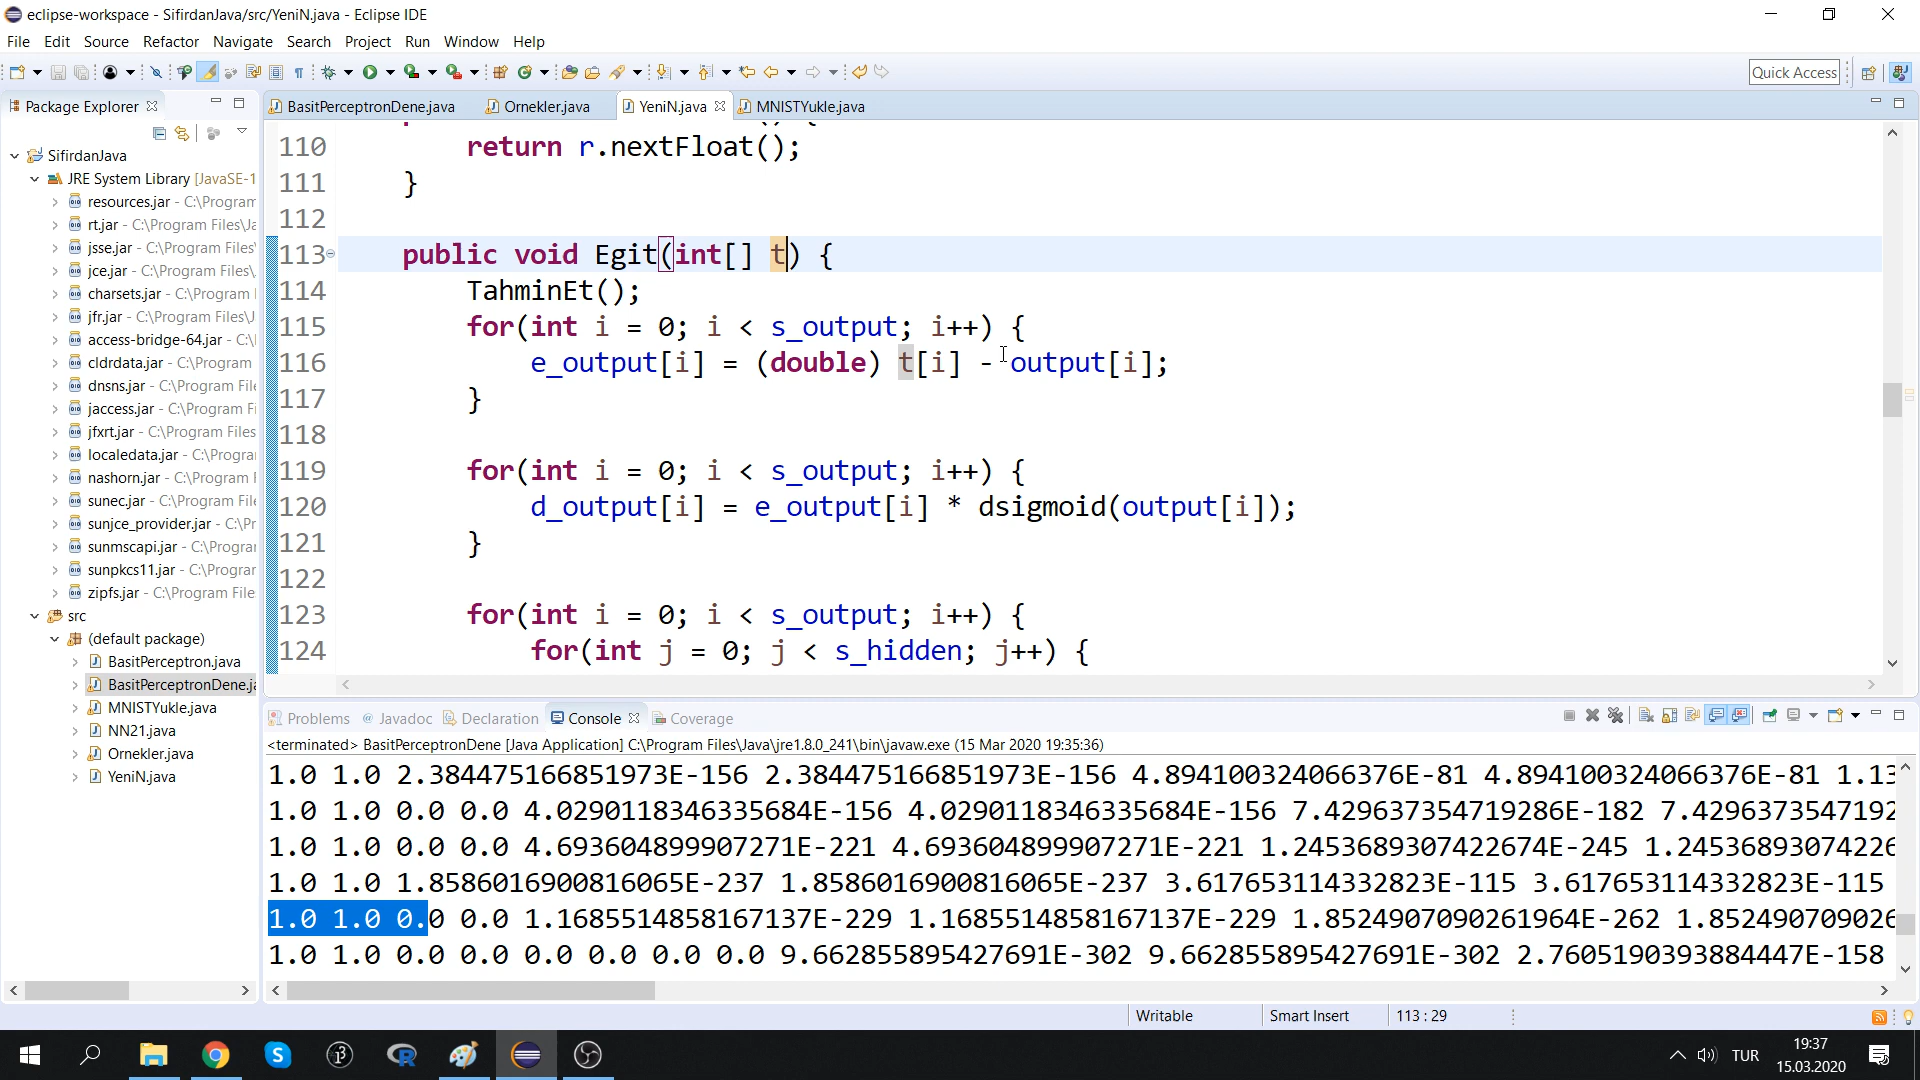 eclipse-workspace - SifirdanJava/src/YeniN.java - Eclipse IDE
File Edit Source Refactor Navigate Search Project Run Window Help
Quick Access
Package Explorer
BasitPerceptronDene.java Ornekler.java YeniN.java MNISTYukle.java
SifirdanJava
JRE System Library [JavaSE-1
resources.jar - C:\Program
rt.jar - C:\Program Files\Ja
jsse.jar - C:\Program Files\
jce.jar - C:\Program Files\
charsets.jar - C:\Program
jfr.jar - C:\Program Files\J
access-bridge-64.jar - C:\
cldrdata.jar - C:\Program
dnsns.jar - C:\Program Files
jaccess.jar - C:\Program Fi
jfxrt.jar - C:\Program Files
localedata.jar - C:\Progra
nashorn.jar - C:\Program
sunec.jar - C:\Program File
sunjce_provider.jar - C:\Pr
sunmscapi.jar - C:\Progra
sunpkcs11.jar - C:\Progran
zipfs.jar - C:\Program File
src
(default package)
BasitPerceptron.java
BasitPerceptronDene.ja
MNISTYukle.java
NN21.java
Ornekler.java
YeniN.java
110 return r.nextFloat();
111 }
112
113 public void Egit(int[] t) {
114 TahminEt();
115 for(int i = 0; i < s_output; i++) {
116 e_output[i] = (double) t[i] - output[i];
117 }
118
119 for(int i = 0; i < s_output; i++) {
120 d_output[i] = e_output[i] * dsigmoid(output[i]);
121 }
122
123 for(int i = 0; i < s_output; i++) {
124 for(int j = 0; j < s_hidden; j++) {
Problems Javadoc Declaration Console Coverage
<terminated> BasitPerceptronDene [Java Application] C:\Program Files\Java\jre1.8.0_241\bin\javaw.exe (15 Mar 2020 19:35:36)
1.0 1.0 2.384475166851973E-156 2.384475166851973E-156 4.894100324066376E-81 4.894100324066376E-81 1.13
1.0 1.0 0.0 0.0 4.0290118346335684E-156 4.0290118346335684E-156 7.429637354719286E-182 7.4296373547192
1.0 1.0 0.0 0.0 4.693604899907271E-221 4.693604899907271E-221 1.2453689307422674E-245 1.24536893074226
1.0 1.0 1.8586016900816065E-237 1.8586016900816065E-237 3.617653114332823E-115 3.617653114332823E-115
1.0 1.0 0.0 0.0 1.1685514858167137E-229 1.1685514858167137E-229 1.8524907090261964E-262 1.852490709026
1.0 1.0 0.0 0.0 0.0 0.0 0.0 0.0 9.662855895427691E-302 9.662855895427691E-302 2.7605190393884447E-158
Writable Smart Insert 113 : 29
TUR
19:37
15.03.2020